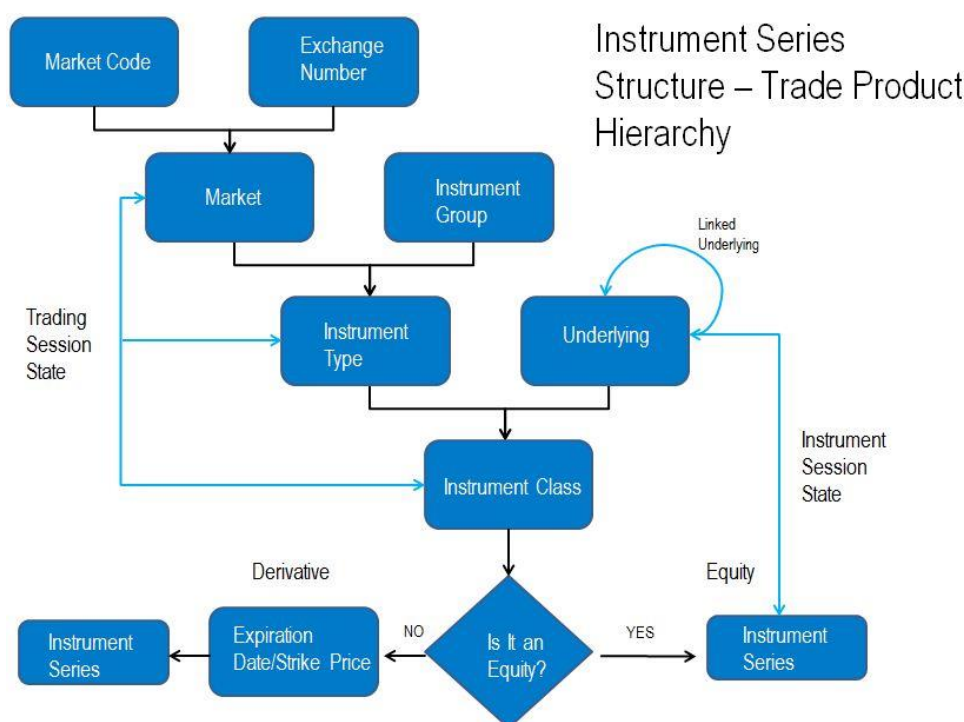 Instrument Series
Structure – Trade Product
Hierarchy
Market Code
Exchange
Number
Market
Instrument
Group
Linked
Underlying
Trading
Session
State
Instrument
Type
Underlying
Instrument
Session
State
Instrument Class
Derivative
Equity
Instrument
Series
Expiration
Date/Strike Price
NO
Is It an
Equity?
YES
Instrument
Series